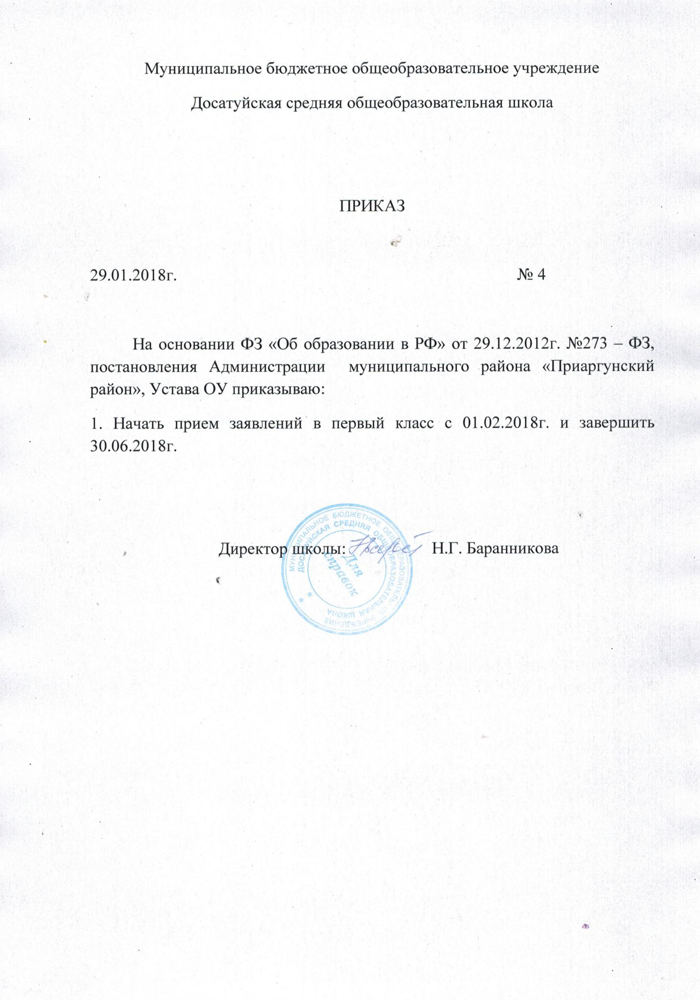 Муниципальное бюджетное общеобразовательное учреждение
Досатуйская средняя общеобразовательная школа
ПРИКАЗ
29.01.2018г. № 4
На основании ФЗ «Об образовании в РФ» от 29.12.2012г. №273 – ФЗ,
постановления Администрации муниципального района «Приаргунский
район», Устава ОУ приказываю:
1. Начать прием заявлений в первый класс с 01.02.2018г. и завершить
30.06.2018г.
Директор школы: Н.Г. Баранникова
МУНИЦИПАЛЬНОЕ БЮДЖЕТНОЕ ОБЩЕОБРАЗОВАТЕЛЬНОЕ УЧРЕЖДЕНИЕ *
ДОСАТУЙСКАЯ СРЕДНЯЯ ОБЩЕОБРАЗОВАТЕЛЬНАЯ ШКОЛА *
Для
справок